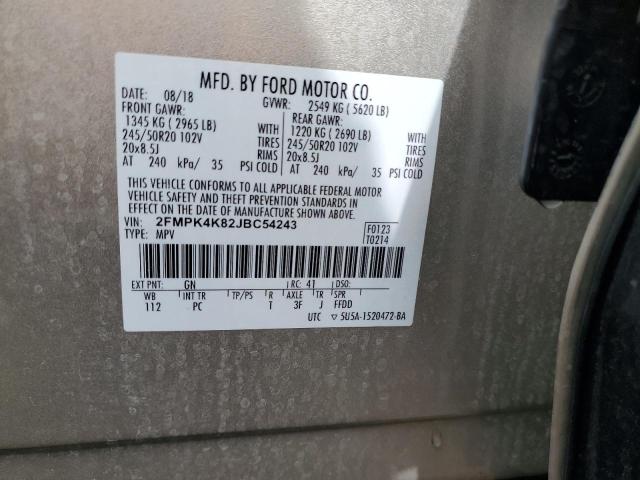 MFD. BY FORD MOTOR CO.
DATE: 08/18 GVWR: 2549 KG ( 5620 LB)
FRONT GAWR: REAR GAWR:
1345 KG ( 2965 LB) WITH 1220 KG ( 2690 LB) WITH
245/50R20 102V TIRES 245/50R20 102V TIRES
20x8.5J RIMS 20x8.5J RIMS
AT 240 kPa/ 35 PSI COLD AT 240 kPa/ 35 PSI COLD
THIS VEHICLE CONFORMS TO ALL APPLICABLE FEDERAL MOTOR
VEHICLE SAFETY AND THEFT PREVENTION STANDARDS IN
EFFECT ON THE DATE OF MANUFACTURE SHOWN ABOVE.
VIN: 2FMPK4K82JBC54243 F0123
TYPE: MPV T0214
EXT PNT: GN RC: 41 DSO:
WB INT TR TP/PS R AXLE TR SPR
112 PC T 3F J FFDD
UTC ▽ 5U5A-1520472-BA